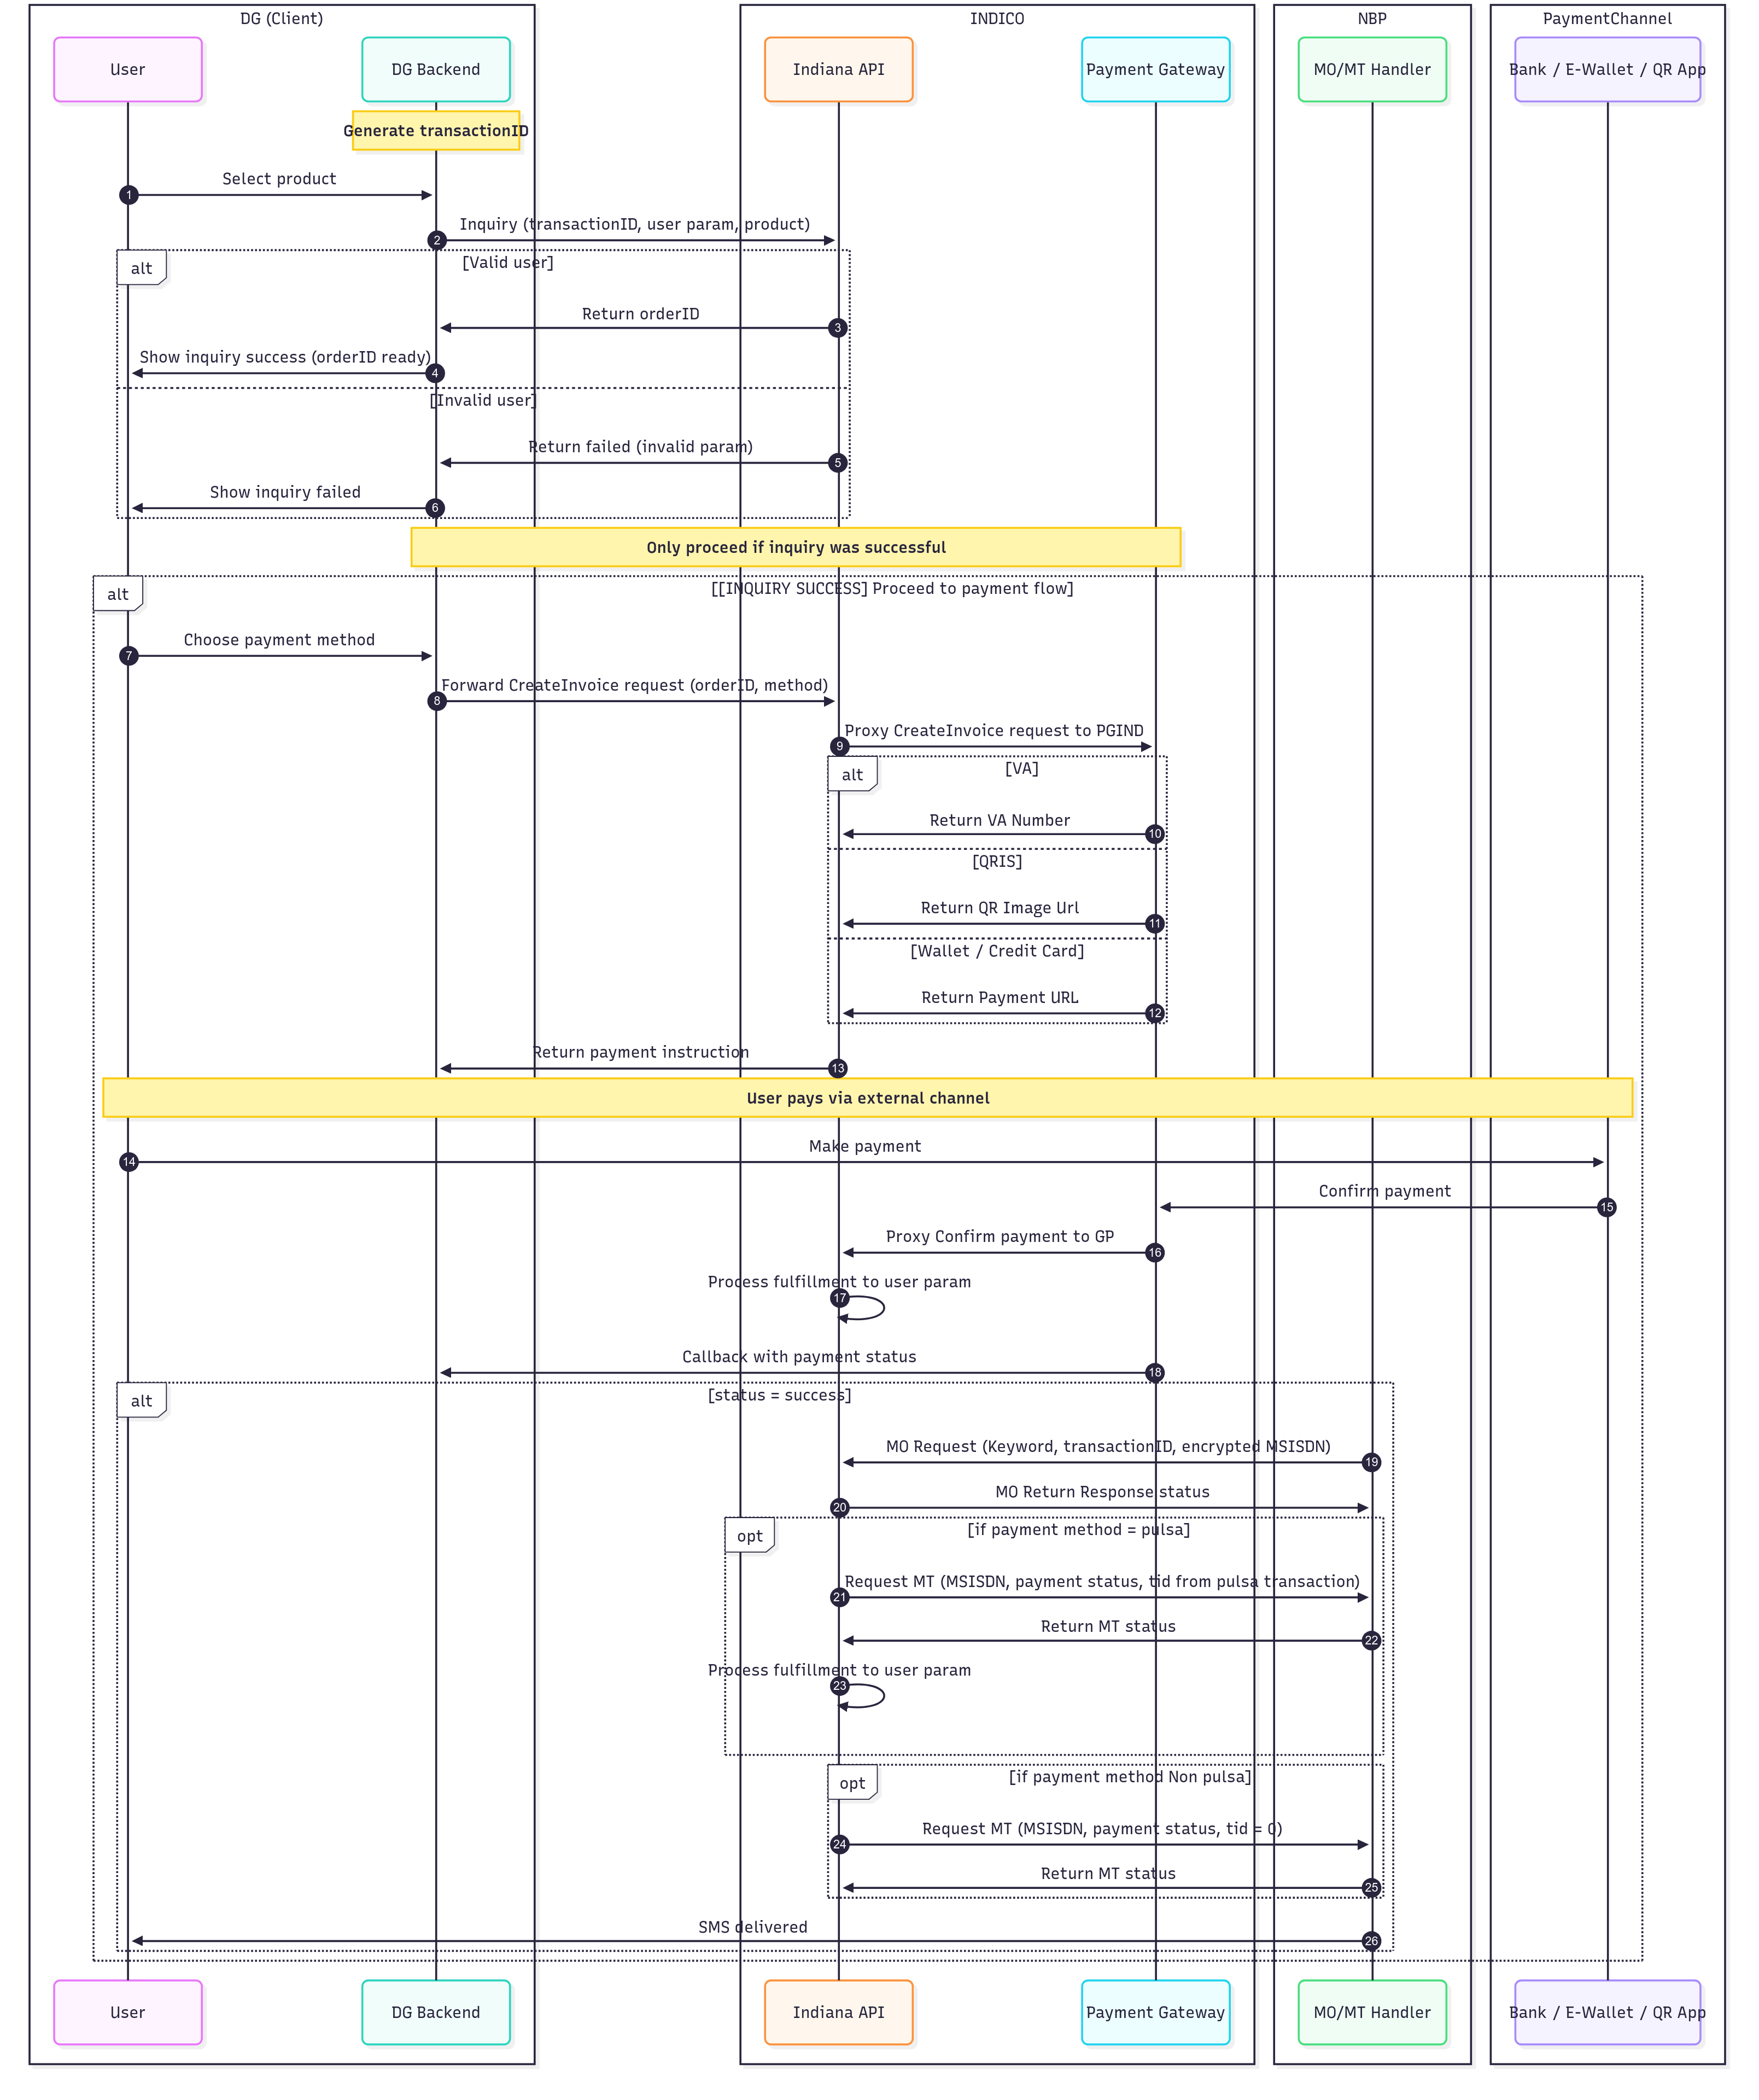 DG (Client)
INDICO
NBP
PaymentChannel
User
DG Backend
Indiana API
Payment Gateway
MO/MT Handler
Bank / E-Wallet / QR App
Generate transactionID
Select product
1
Inquiry (transactionID, user param, product)
2
alt
[Valid user]
Return orderID
3
Show inquiry success (orderID ready)
4
[Invalid user]
Return failed (invalid param)
5
Show inquiry failed
6
Only proceed if inquiry was successful
alt
[[INQUIRY SUCCESS] Proceed to payment flow]
Choose payment method
7
Forward CreateInvoice request (orderID, method)
8
Proxy CreateInvoice request to PGIND
9
alt
[VA]
Return VA Number
10
[QRIS]
Return QR Image Url
11
[Wallet / Credit Card]
Return Payment URL
12
Return payment instruction
13
User pays via external channel
Make payment
14
Confirm payment
15
Proxy Confirm payment to GP
16
Process fulfillment to user param
17
Callback with payment status
18
alt
[status = success]
MO Request (Keyword, transactionID, encrypted MSISDN)
19
MO Return Response status
20
opt
[if payment method = pulsa]
Request MT (MSISDN, payment status, tid from pulsa transaction)
21
Return MT status
22
Process fulfillment to user param
23
opt
[if payment method Non pulsa]
Request MT (MSISDN, payment status, tid = 0)
24
Return MT status
25
SMS delivered
26
User
DG Backend
Indiana API
Payment Gateway
MO/MT Handler
Bank / E-Wallet / QR App